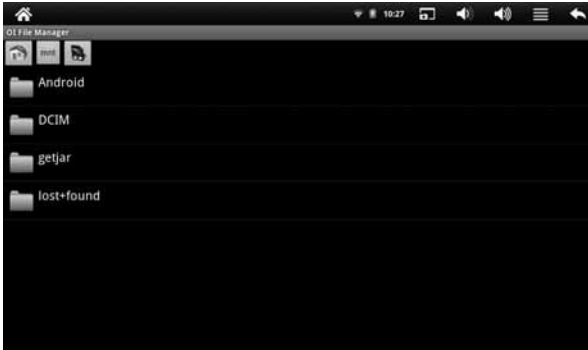 10:27
OI File Manager
mnt
Android
DCIM
getjar
lost+found